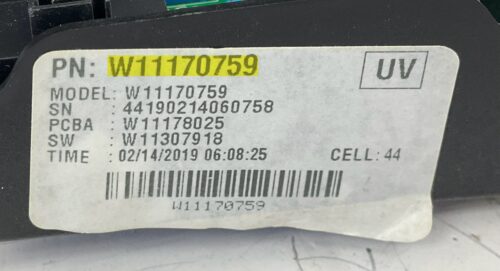 PN: W11170759 UV
MODEL: W11170759
SN : 44190214060758
PCBA : W11178025
SW : W11307918
TIME : 02/14/2019 06:08:25 CELL: 44
W11170759